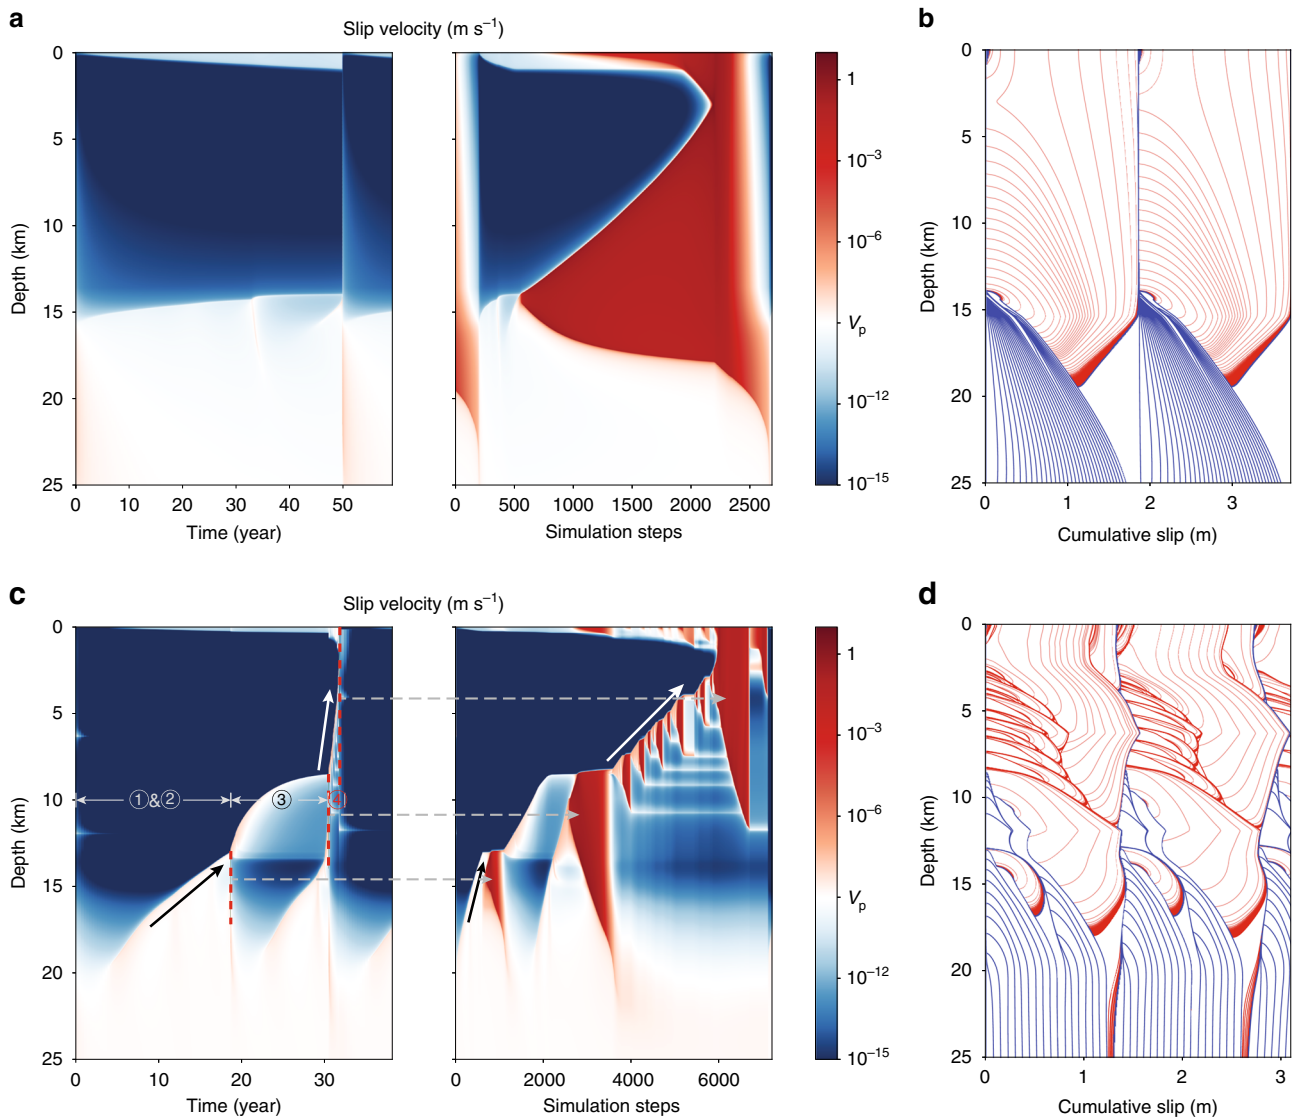 a
Slip velocity (m s⁻¹)
b
0
5
10
15
20
25
Depth (km)
0 10 20 30 40 50
Time (year)
0 500 1000 1500 2000 2500
Simulation steps
1
10⁻³
10⁻⁶
Vₚ
10⁻¹²
10⁻¹⁵
0
5
10
15
20
25
Depth (km)
0 1 2 3
Cumulative slip (m)
c
Slip velocity (m s⁻¹)
d
0
5
10
15
20
25
Depth (km)
①&② ③ ④
0 10 20 30
Time (year)
0 2000 4000 6000
Simulation steps
1
10⁻³
10⁻⁶
Vₚ
10⁻¹²
10⁻¹⁵
0
5
10
15
20
25
Depth (km)
0 1 2 3
Cumulative slip (m)